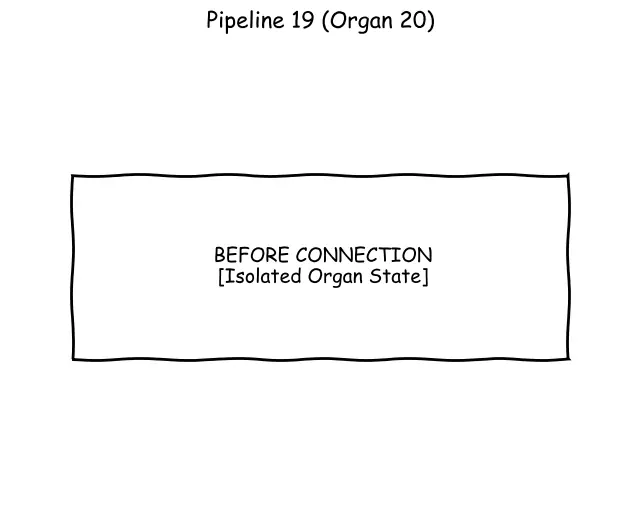 Pipeline 19 (Organ 20)
BEFORE CONNECTION
[Isolated Organ State]